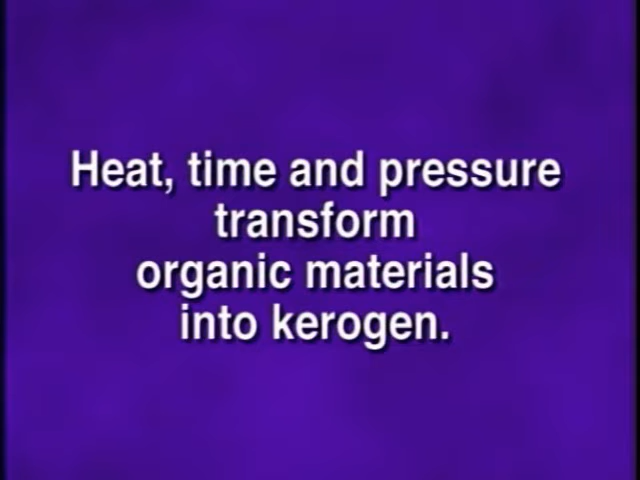 Heat, time and pressure
transform
organic materials
into kerogen.